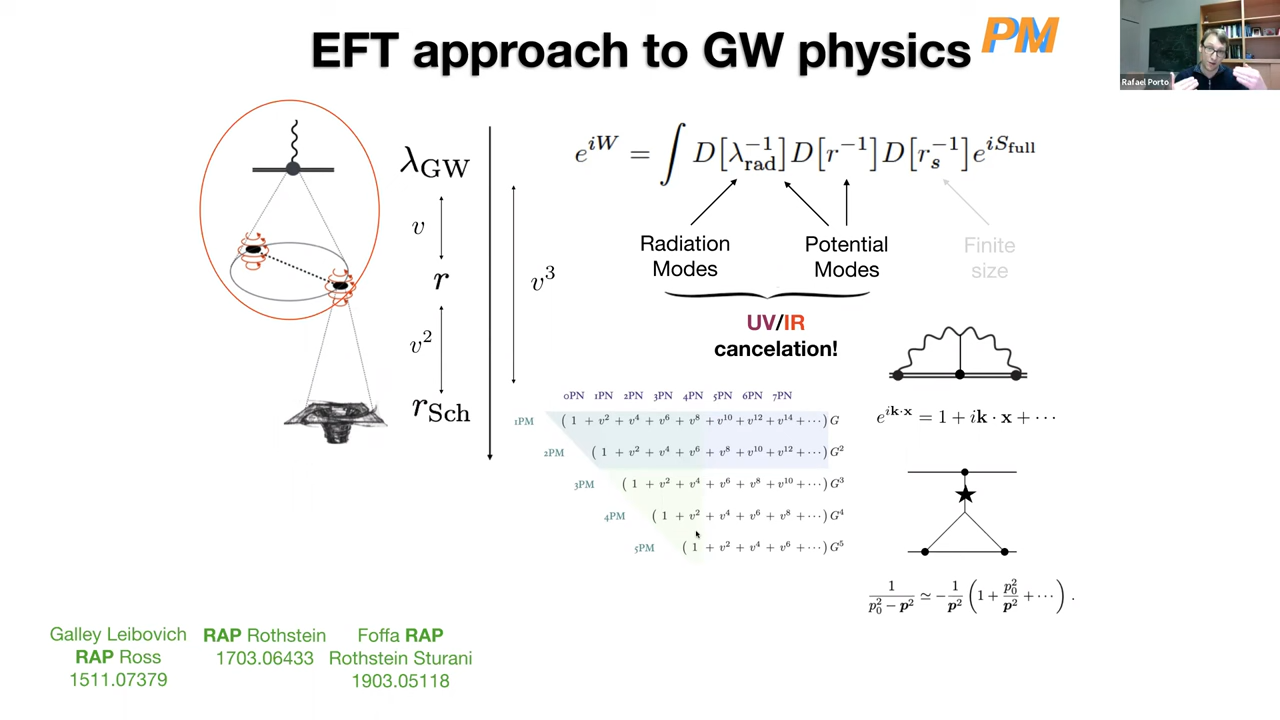 EFT approach to GW physics
PM
Rafael Porto
λ_GW
v
r
v^2
r_Sch
v^3
e^{iW} = ∫ D[λ_rad^{-1}] D[r^{-1}] D[r_s^{-1}] e^{iS_full}
Radiation
Modes
Potential
Modes
Finite
size
UV/IR
cancelation!
0PN 1PN 2PN 3PN 4PN 5PN 6PN 7PN
1PM ( 1 + v^2 + v^4 + v^6 + v^8 + v^10 + v^12 + v^14 + ··· ) G
2PM ( 1 + v^2 + v^4 + v^6 + v^8 + v^10 + v^12 + ··· ) G^2
3PM ( 1 + v^2 + v^4 + v^6 + v^8 + v^10 + ··· ) G^3
4PM ( 1 + v^2 + v^4 + v^6 + v^8 + ··· ) G^4
5PM ( 1 + v^2 + v^4 + v^6 + ··· ) G^5
e^{ik·x} = 1 + ik · x + ···
1/(p_0^2 − p^2) ≃ −1/p^2 (1 + p_0^2/p^2 + ···) .
Galley Leibovich
RAP Ross
1511.07379
RAP Rothstein
1703.06433
Foffa RAP
Rothstein Sturani
1903.05118